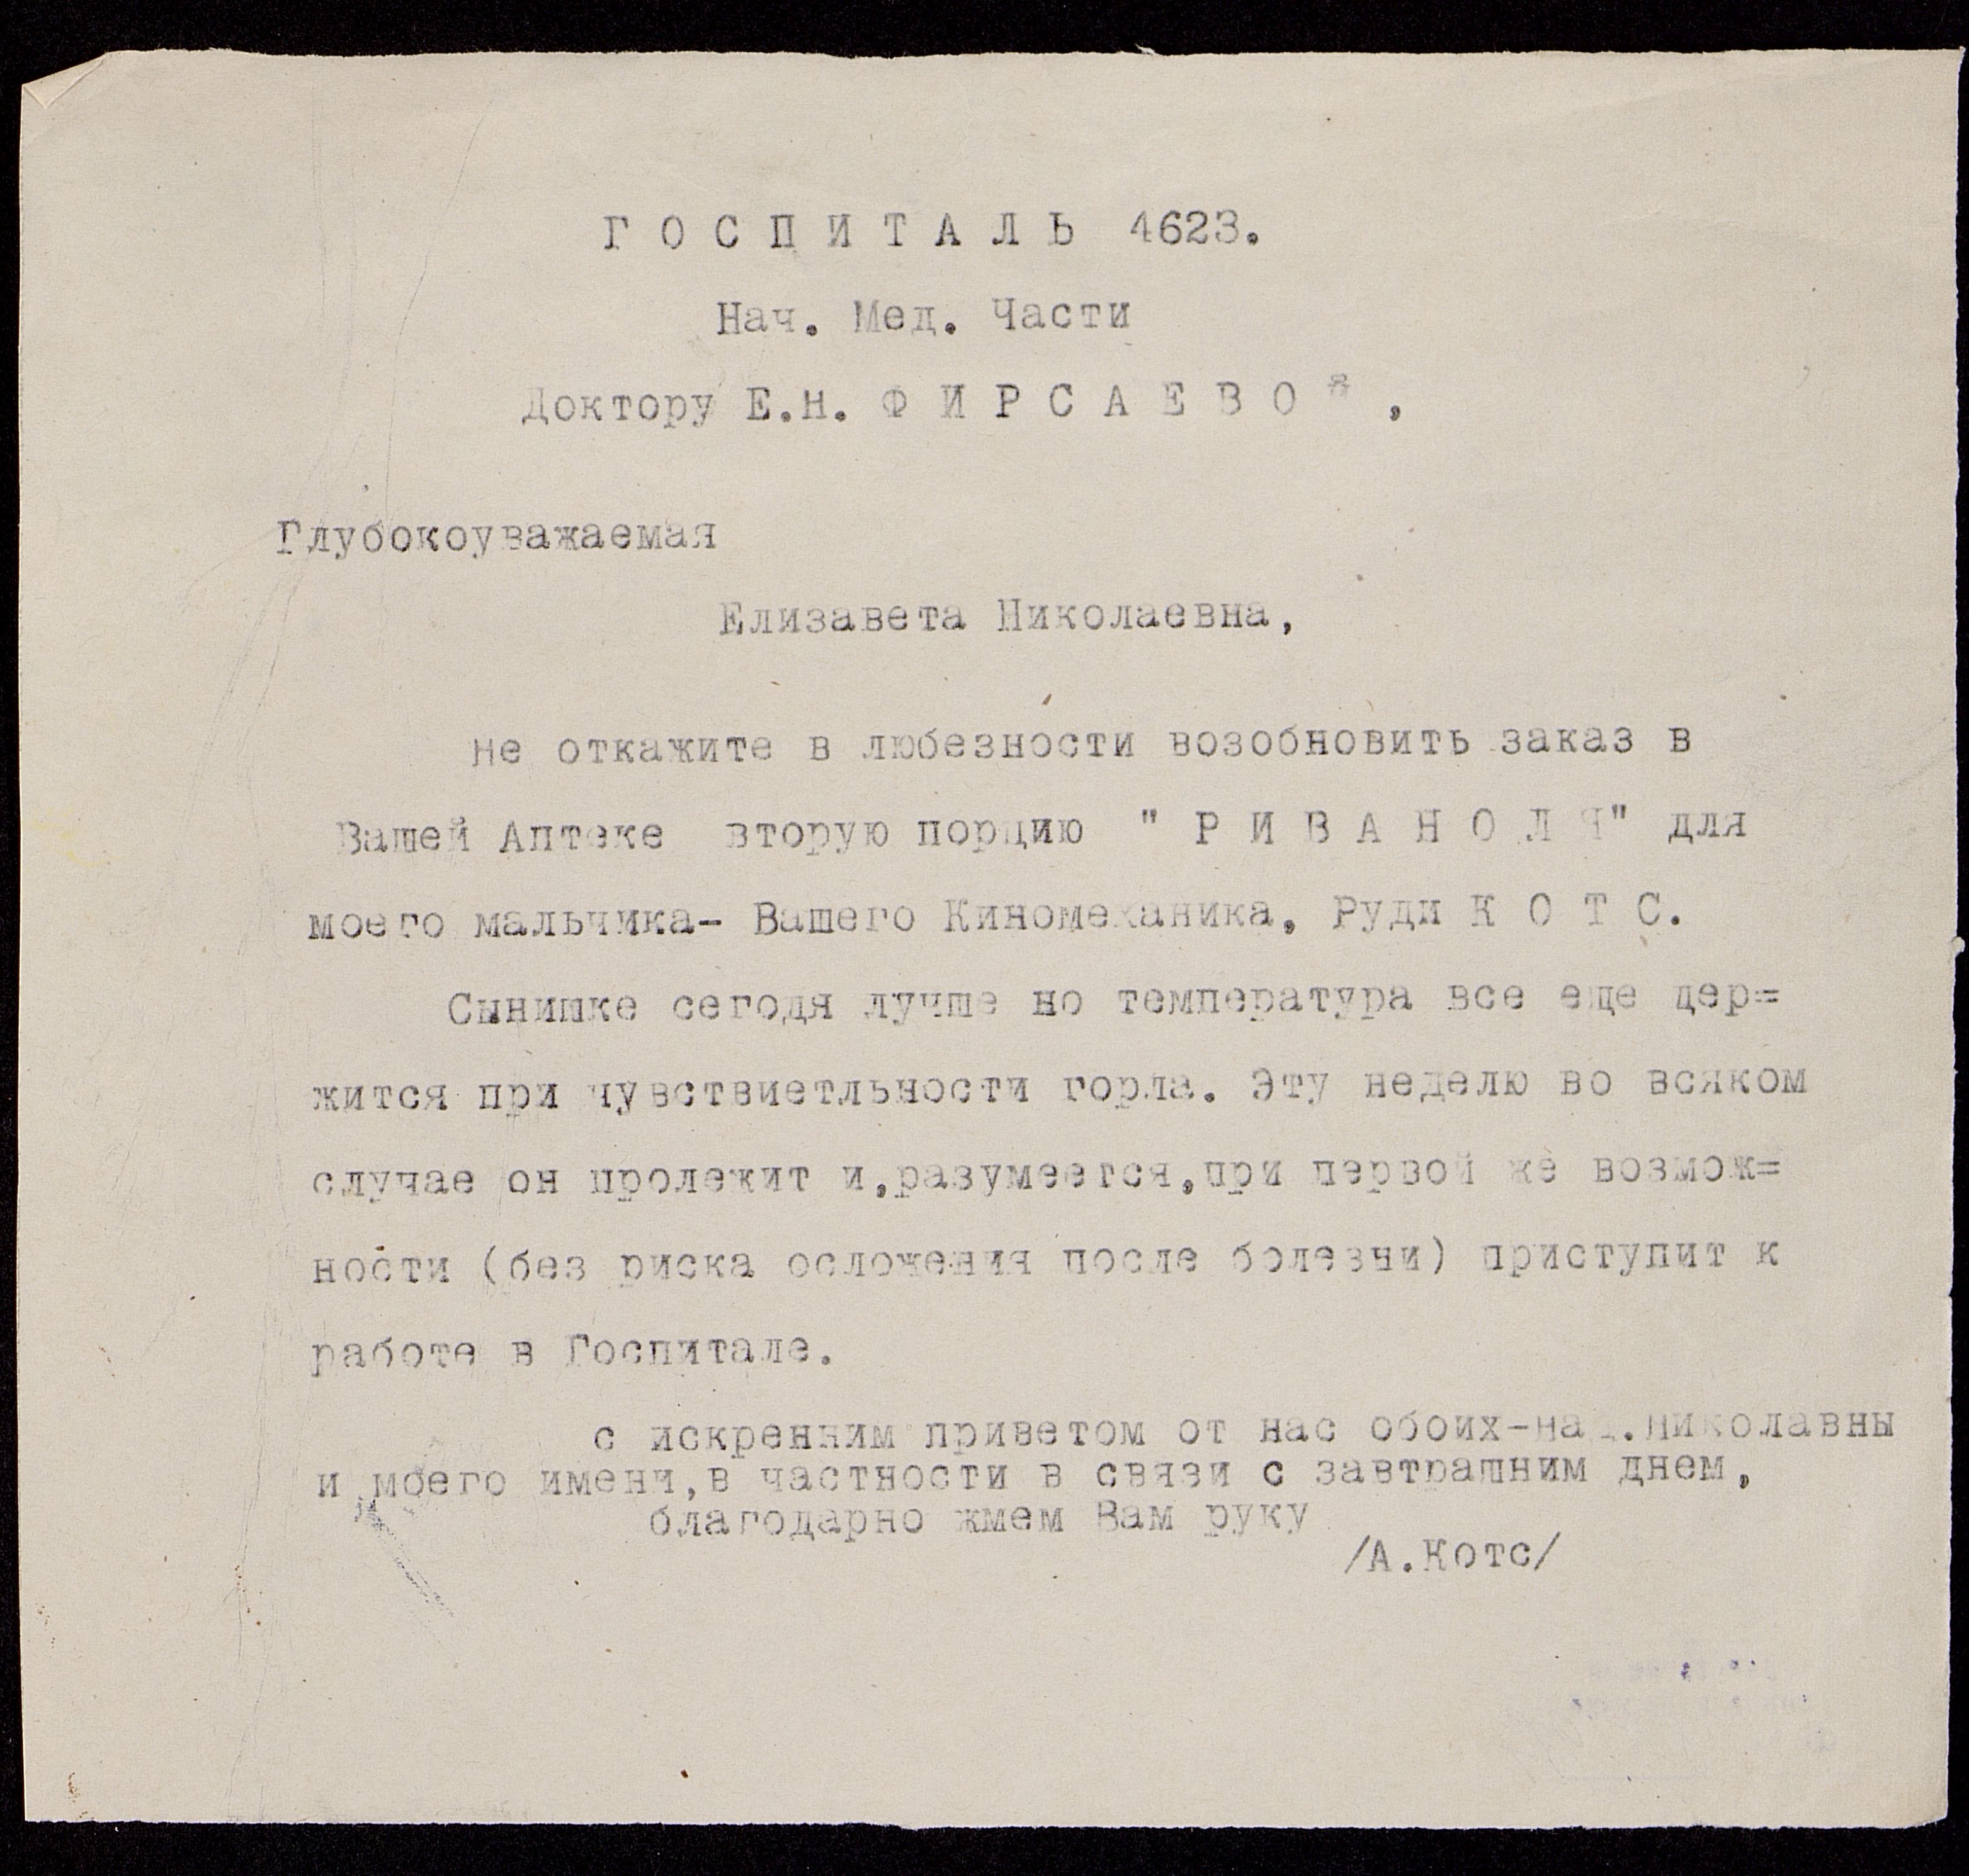 Г О С П И Т А Л Ь 4623.
Нач. Мед. Части
Доктору Е.Н. Ф И Р С А Е В О Й ,
Глубокоуважаемая
Елизавета Николаевна,
не откажите в любезности возобновить заказ в
Вашей Аптеке вторую порцию " Р И В А Н О Л Я" для
моего мальчика- Вашего Киномеханика, Руди К О Т С.
Сынишке сегодя лучше но температура все еще дер=
жится при чувствиетльности горла. Эту неделю во всяком
случае он пролежит и,разумеется,при первой же возмож=
ности (без риска осложения после болезни) приступит к
работе в Госпитале.
с искренним приветом от нас обоих-Над.Николавны
и моего имени,в частности в связи с завтрашним днем,
благодарно жмем Вам руку
/А.Котс/